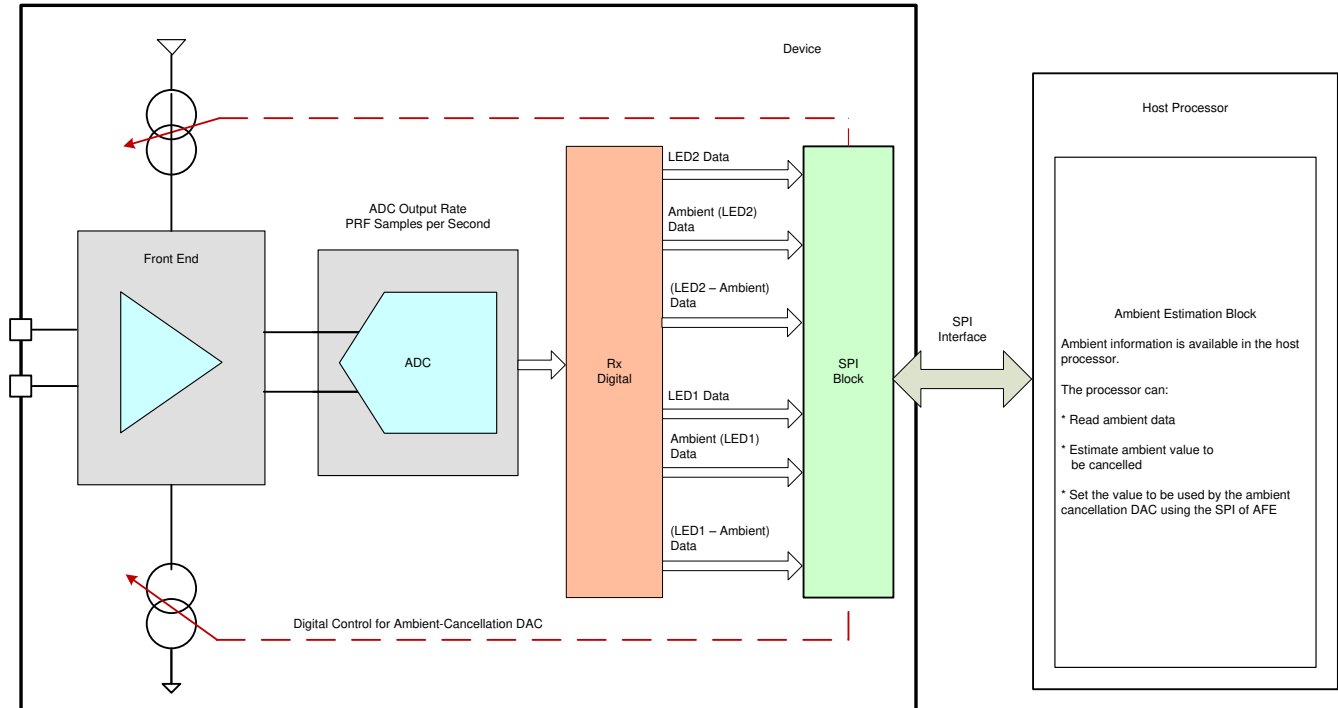 Device
Host Processor
ADC Output Rate
PRF Samples per Second
Front End
ADC
Rx
Digital
LED2 Data
Ambient (LED2)
Data
(LED2 – Ambient)
Data
LED1 Data
Ambient (LED1)
Data
(LED1 – Ambient)
Data
SPI
Block
SPI
Interface
Ambient Estimation Block
Ambient information is available in the host
processor.
The processor can:
* Read ambient data
* Estimate ambient value to
be cancelled
* Set the value to be used by the ambient
cancellation DAC using the SPI of AFE
Digital Control for Ambient-Cancellation DAC